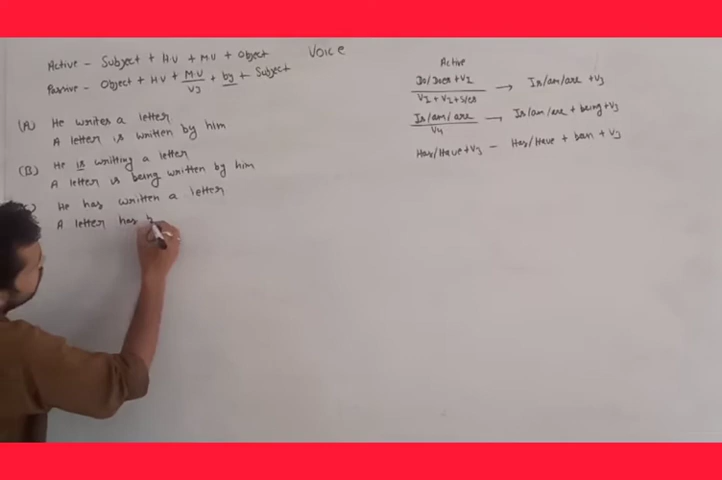 Voice
Active - Subject + H.V + M.V + Object
Passive - Object + HV + M.V + by + Subject
V3
(A) He writes a letter
A letter is written by him
(B) He is writting a letter
A letter is being written by him
He has written a letter
A letter has b
Active
Do/Does + V1 → Is/am/are + V3
V1 + V1 + s/es
Is/am/are → Is/am/are + being + V3
V4
Has/Have + V3 - Has/Have + been + V3